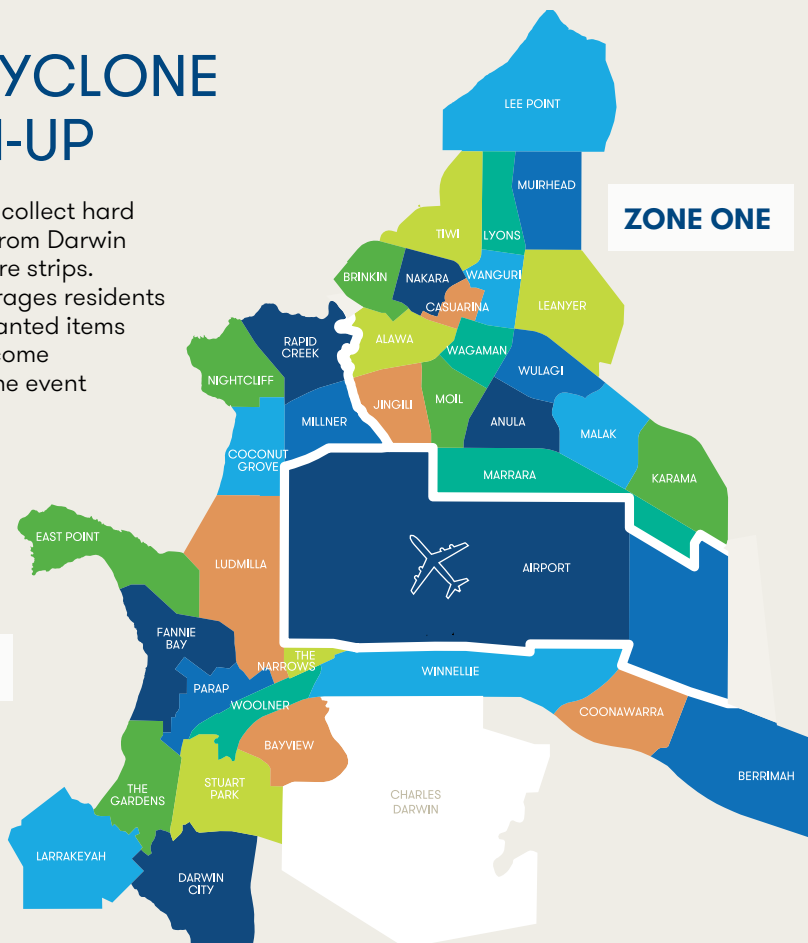 YCLONE
-UP
collect hard
rom Darwin
re strips.
rages residents
anted items
come
ne event
ZONE ONE
LEE POINT
MUIRHEAD
TIWI
LYONS
BRINKIN
NAKARA
WANGURI
CASUARINA
LEANYER
RAPID
CREEK
ALAWA
WAGAMAN
NIGHTCLIFF
WULAGI
JINGILI
MOIL
MILLNER
ANULA
MALAK
COCONUT
GROVE
MARRARA
KARAMA
EAST POINT
LUDMILLA
AIRPORT
FANNIE
BAY
THE
NARROWS
WINNELLIE
PARAP
WOOLNER
COONAWARRA
BAYVIEW
BERRIMAH
STUART
PARK
THE
GARDENS
CHARLES
DARWIN
LARRAKEYAH
DARWIN
CITY